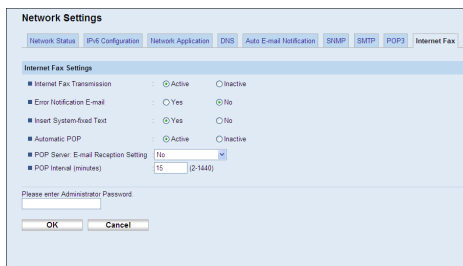 Network Settings
Network Status IPv6 Configuration Network Application DNS Auto E-mail Notification SNMP SMTP POP3 Internet Fax
Internet Fax Settings
Internet Fax Transmission : Active Inactive
Error Notification E-mail : Yes No
Insert System-fixed Text : Yes No
Automatic POP : Active Inactive
POP Server: E-mail Reception Setting : No
POP Interval (minutes) : 15 (2-1440)
Please enter Administrator Password.
OK Cancel